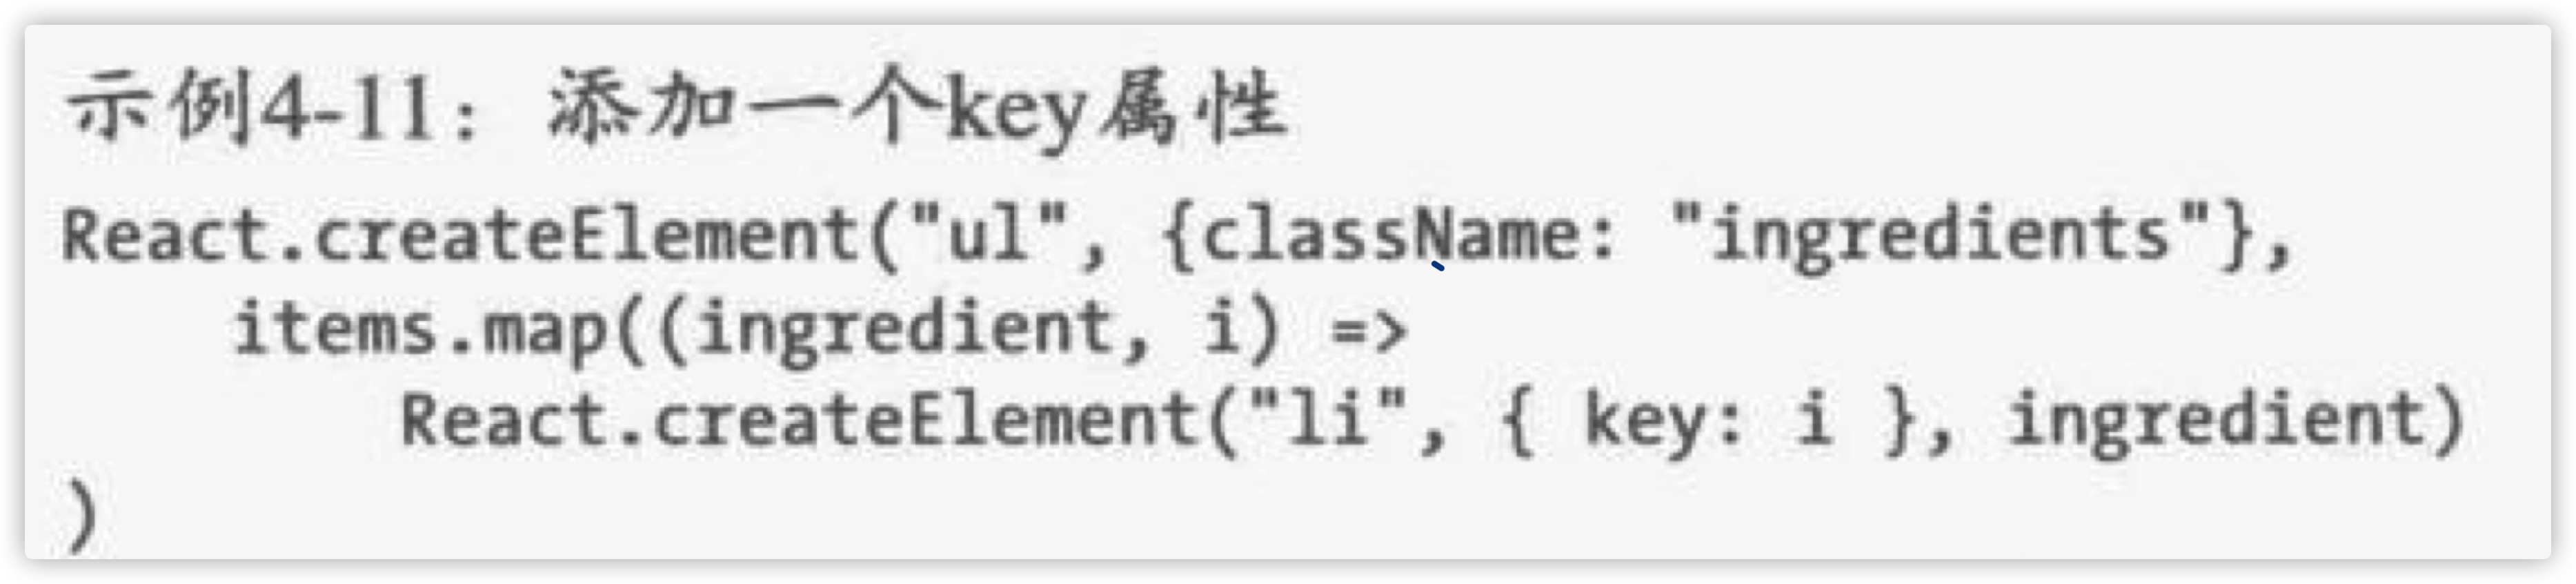 示例4-11：添加一个key属性
React.createElement("ul", {className: "ingredients"},
    items.map((ingredient, i) =>
        React.createElement("li", { key: i }, ingredient)
)